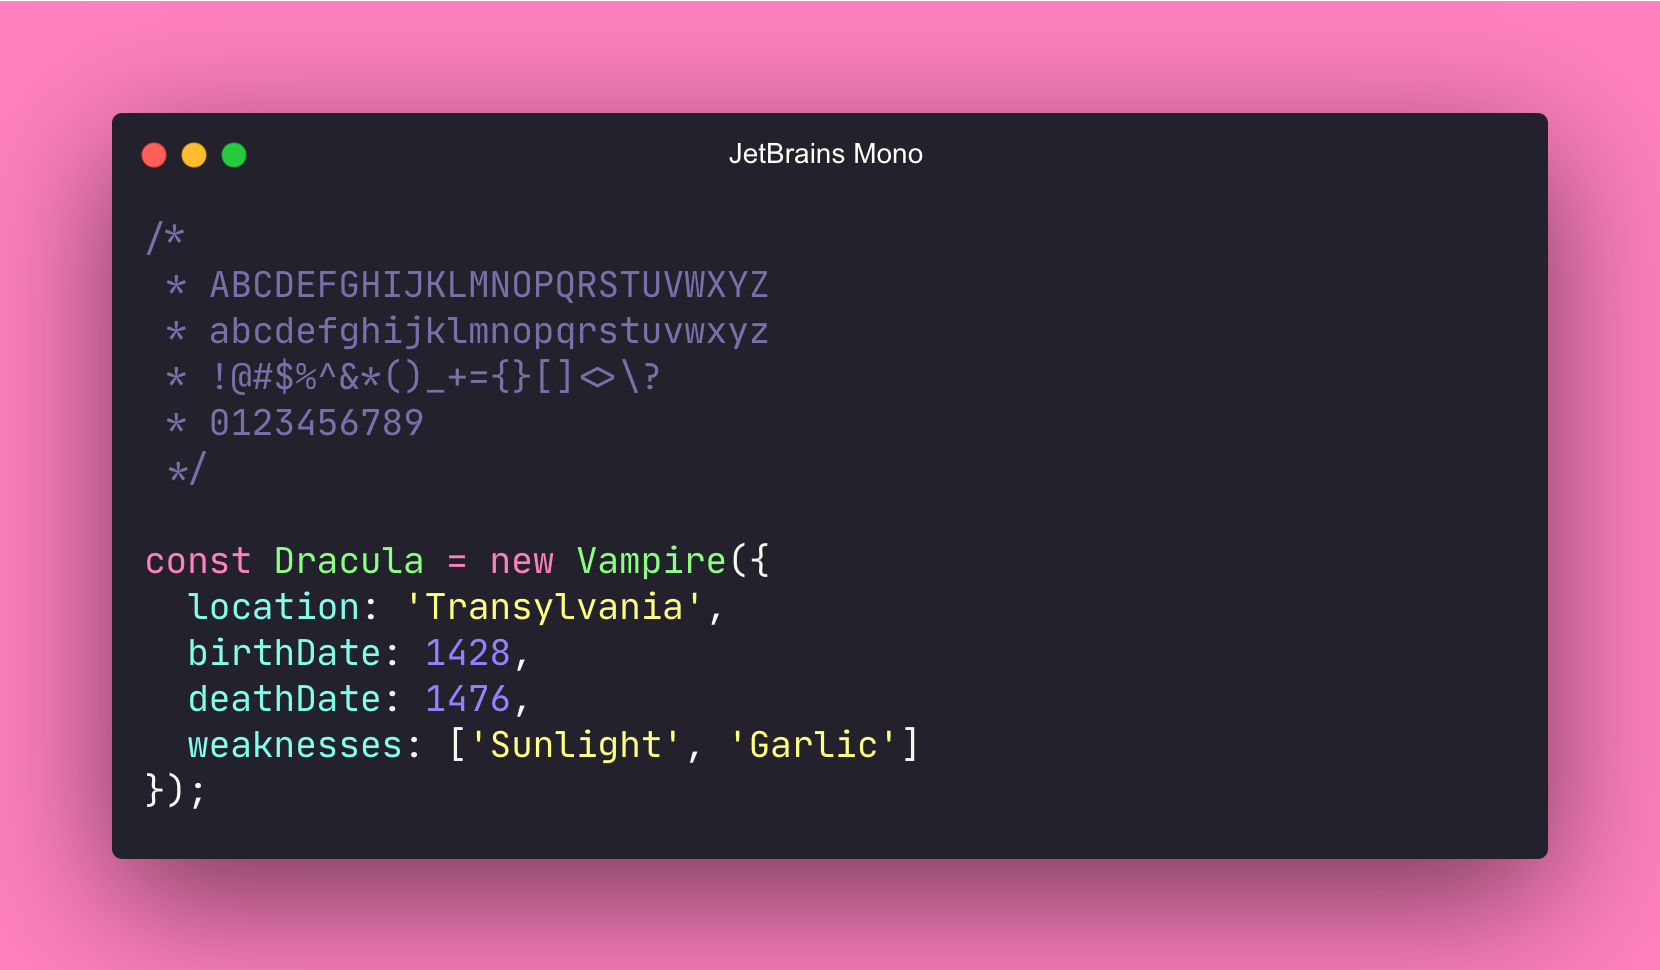 JetBrains Mono
/*
 * ABCDEFGHIJKLMNOPQRSTUVWXYZ
 * abcdefghijklmnopqrstuvwxyz
 * !@#$%^&*()_+={}[]<>\?
 * 0123456789
 */
const Dracula = new Vampire({
  location: 'Transylvania',
  birthDate: 1428,
  deathDate: 1476,
  weaknesses: ['Sunlight', 'Garlic']
});